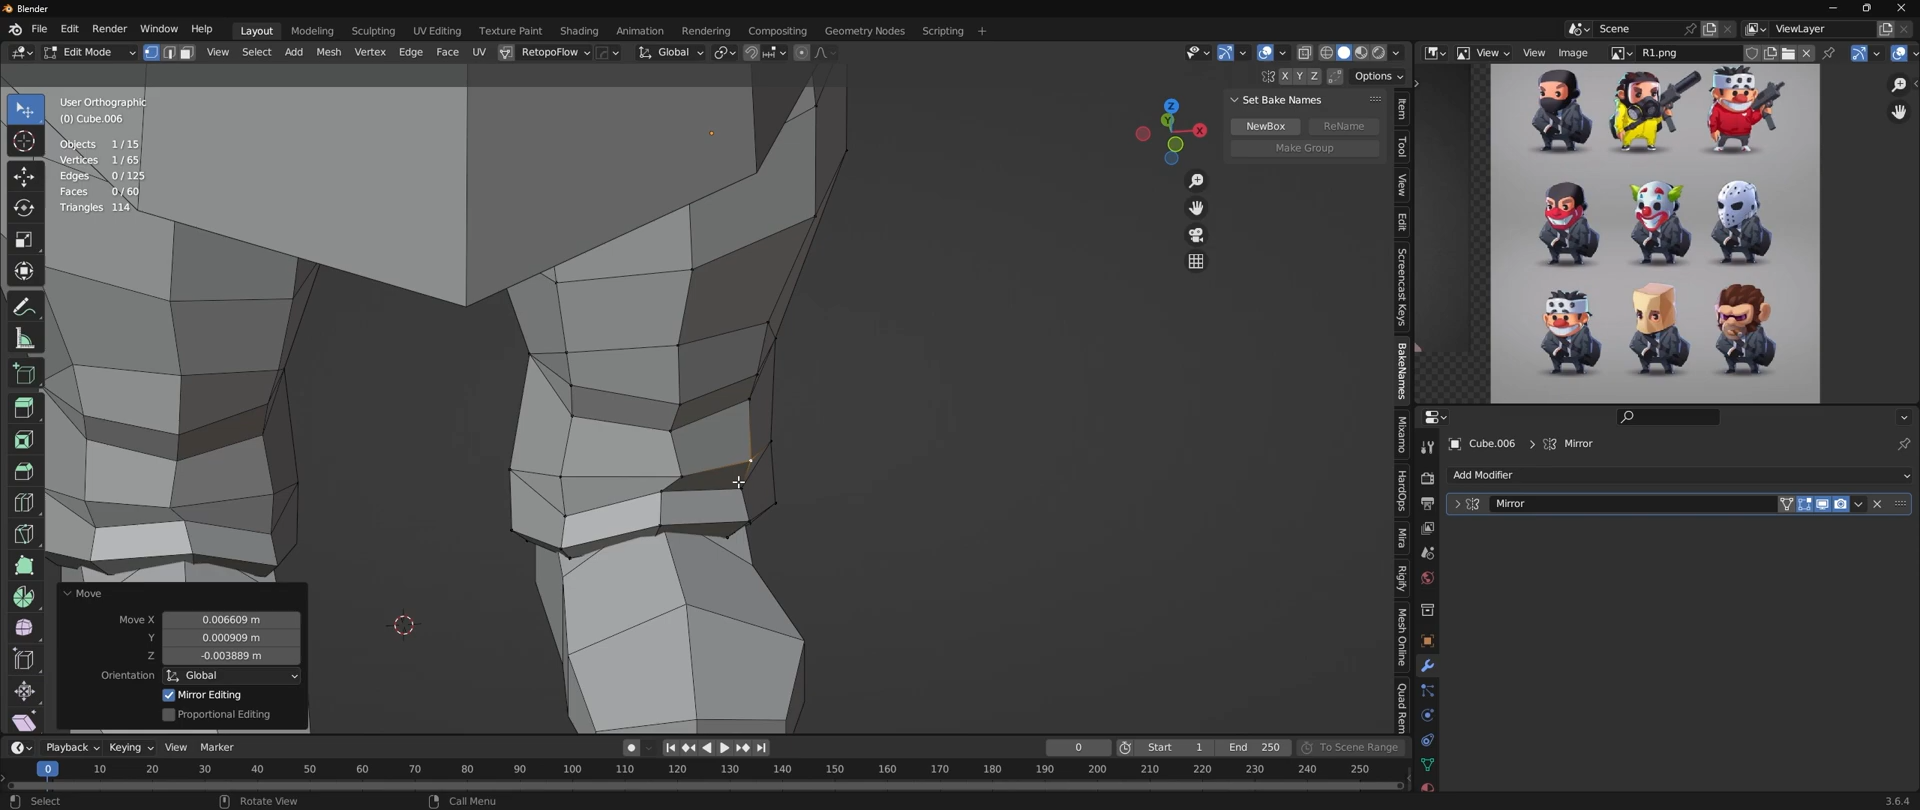 Blender
File Edit Render Window Help Layout Modeling Sculpting UV Editing Texture Paint Shading Animation Rendering Compositing Geometry Nodes Scripting + Scene ViewLayer
Edit Mode View Select Add Mesh Vertex Edge Face UV RetopoFlow Global View View Image R1.png
X Y Z Options
User Orthographic
(0) Cube.006
Objects 1 / 15
Vertices 1 / 65
Edges 0 / 125
Faces 0 / 60
Triangles 114
Z
Y
X
Set Bake Names
NewBox ReName
Make Group
Item
Tool
View
Edit
Screencast Keys
BakeNames
Mixamo
HardOps
Mira
Rigify
Mesh Online
Quad Rem
Cube.006 > Mirror
Add Modifier
Mirror
Move
Move X 0.006609 m
Y 0.000909 m
Z -0.003889 m
Orientation Global
Mirror Editing
Proportional Editing
Playback Keying View Marker 0 Start 1 End 250 To Scene Range
0 10 20 30 40 50 60 70 80 90 100 110 120 130 140 150 160 170 180 190 200 210 220 230 240 250
Select Rotate View Call Menu 3.6.4